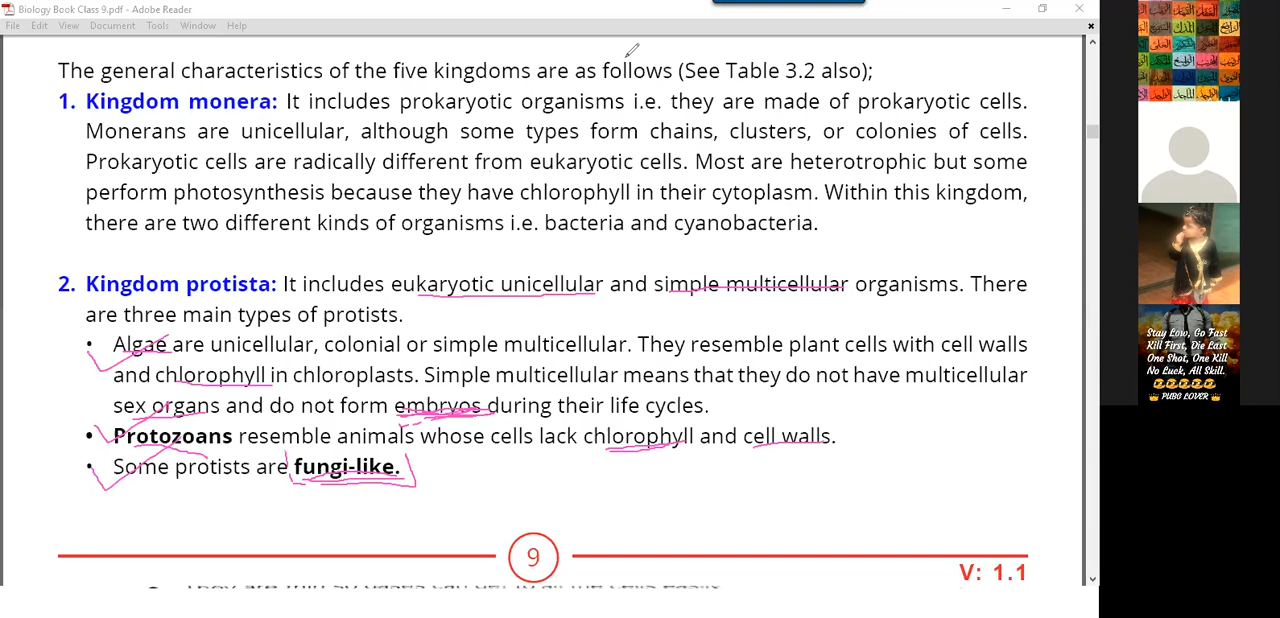 Biology Book Class 9.pdf - Adobe Reader
File Edit View Document Tools Window Help
The general characteristics of the five kingdoms are as follows (See Table 3.2 also);
1. Kingdom monera: It includes prokaryotic organisms i.e. they are made of prokaryotic cells.
Monerans are unicellular, although some types form chains, clusters, or colonies of cells.
Prokaryotic cells are radically different from eukaryotic cells. Most are heterotrophic but some
perform photosynthesis because they have chlorophyll in their cytoplasm. Within this kingdom,
there are two different kinds of organisms i.e. bacteria and cyanobacteria.
2. Kingdom protista: It includes eukaryotic unicellular and simple multicellular organisms. There
are three main types of protists.
• Algae are unicellular, colonial or simple multicellular. They resemble plant cells with cell walls
and chlorophyll in chloroplasts. Simple multicellular means that they do not have multicellular
sex organs and do not form embryos during their life cycles.
• Protozoans resemble animals whose cells lack chlorophyll and cell walls.
• Some protists are fungi-like.
9
V: 1.1
Stay Low, Go Fast
Kill First, Die Last
One Shot, One Kill
No Luck, All Skill.
PUBG LOVER